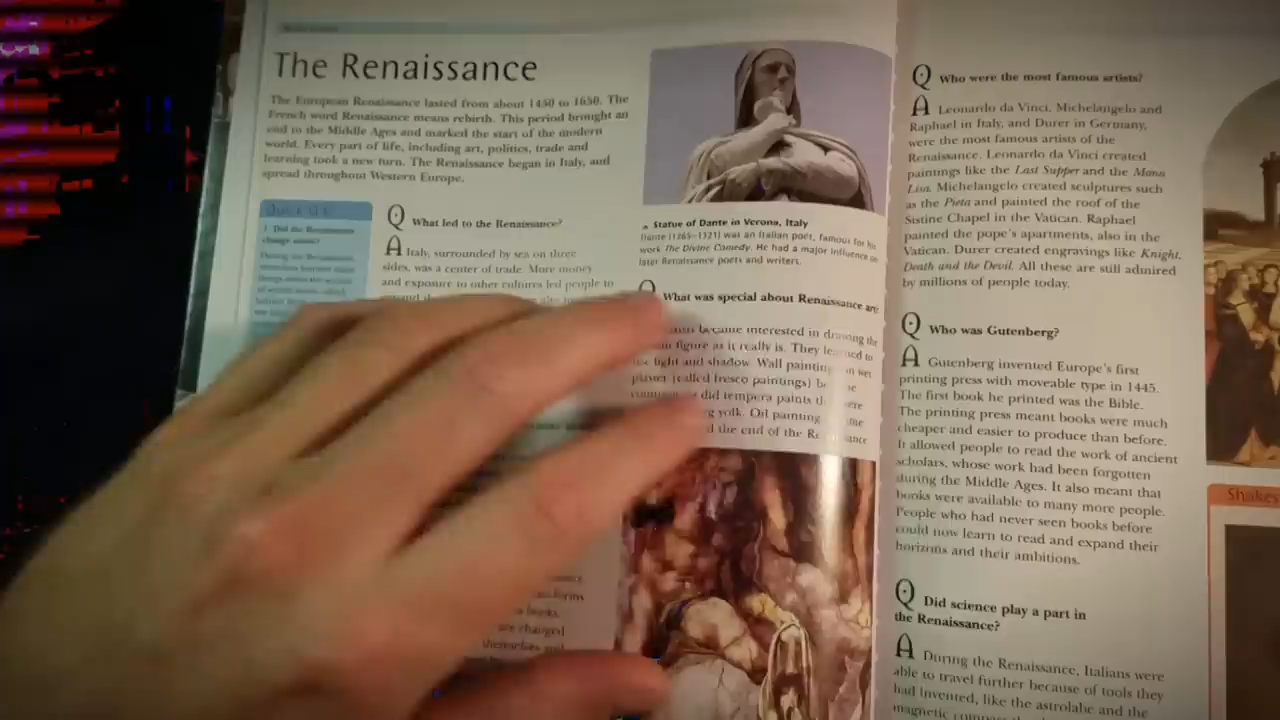 The Renaissance
The European Renaissance lasted from about 1450 to 1650. The
French word Renaissance means rebirth. This period brought an
end to the Middle Ages and marked the start of the modern
world. Every part of life, including art, politics, trade and
learning took a new turn. The Renaissance began in Italy, and
spread throughout Western Europe.
Q What led to the Renaissance?
A Italy, surrounded by sea on three
sides, was a center of trade. More money
and exposure to other cultures led people to
are changed
themselves and
Statue of Dante in Verona, Italy
Dante (1265–1321) was an Italian poet, famous for his
work The Divine Comedy. He had a major influence on
later Renaissance poets and writers.
Q What was special about Renaissance
became interested in drawing the
figure as it really is. They learned to
light and shadow. Wall painting wet
plaster (called fresco paintings)
did tempera paints
yolk. Oil painting
the end of the
Q Who were the most famous artists?
A Leonardo da Vinci, Michelangelo and
Raphael in Italy, and Durer in Germany,
were the most famous artists of the
Renaissance. Leonardo da Vinci created
paintings like the Last Supper and the Mona
Lisa. Michelangelo created sculptures such
as the Pieta and painted the roof of the
Sistine Chapel in the Vatican. Raphael
painted the pope's apartments, also in the
Vatican. Durer created engravings like Knight,
Death and the Devil. All these are still admired
by millions of people today.
Q Who was Gutenberg?
A Gutenberg invented Europe's first
printing press with moveable type in 1445.
The first book he printed was the Bible.
The printing press meant books were much
cheaper and easier to produce than before.
It allowed people to read the work of ancient
scholars, whose work had been forgotten
during the Middle Ages. It also meant that
books were available to many more people.
People who had never seen books before
could now learn to read and expand their
horizons and their ambitions.
Q Did science play a part in
the Renaissance?
A During the Renaissance, Italians were
able to travel further because of tools they
had invented, like the astrolabe and the
magnetic